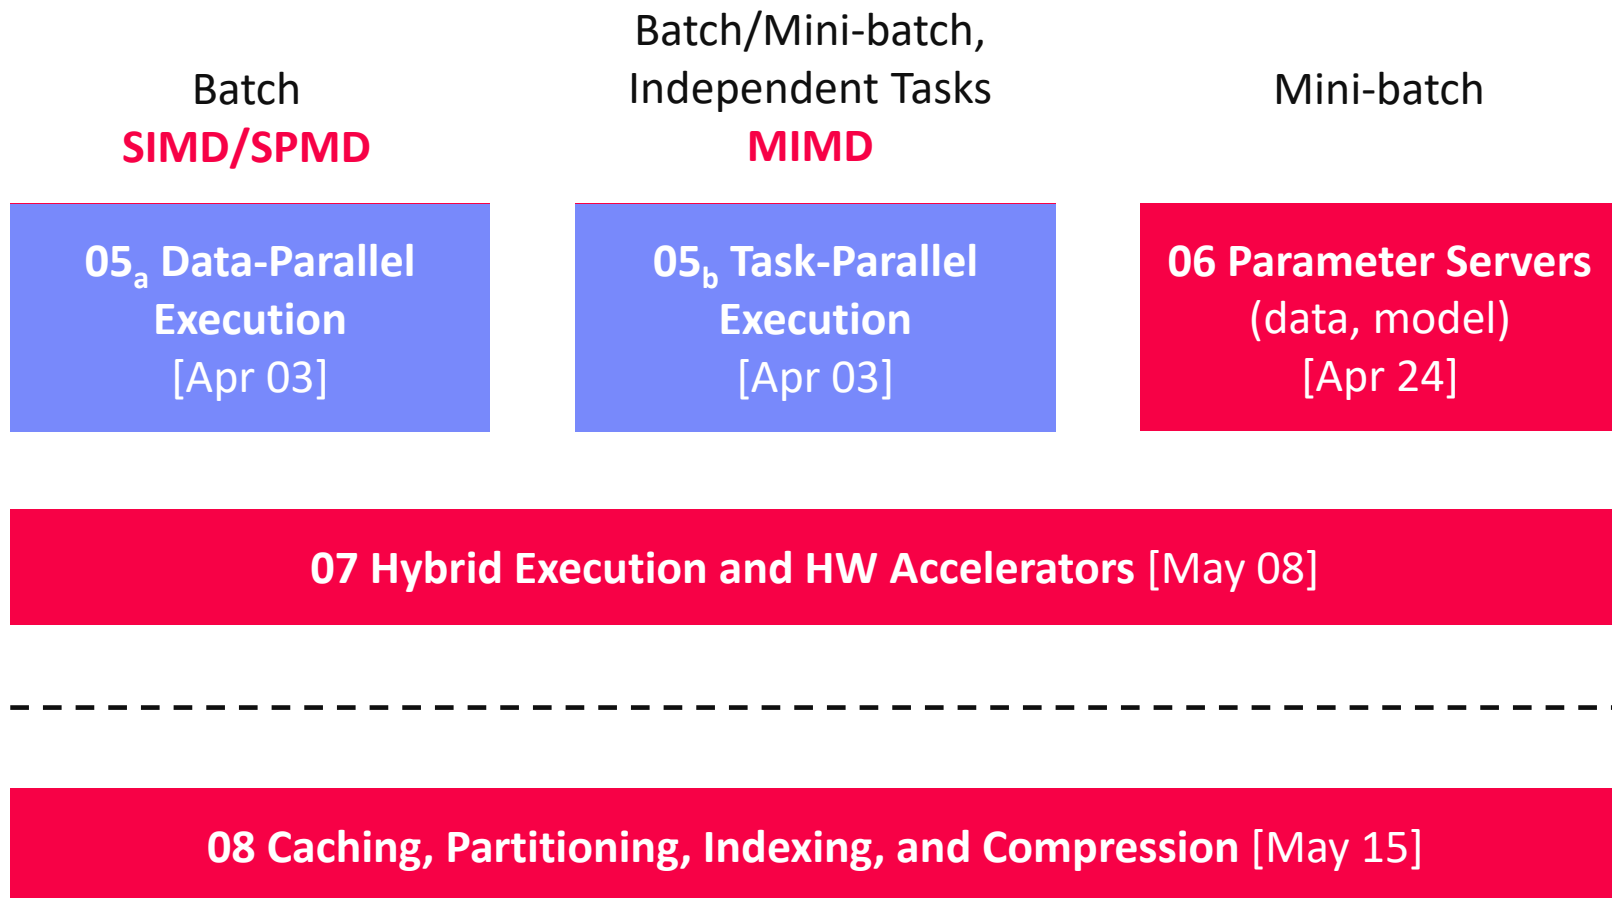 Batch
SIMD/SPMD
Batch/Mini-batch,
Independent Tasks
MIMD
Mini-batch
05a Data-Parallel
Execution
[Apr 03]
05b Task-Parallel
Execution
[Apr 03]
06 Parameter Servers
(data, model)
[Apr 24]
07 Hybrid Execution and HW Accelerators [May 08]
08 Caching, Partitioning, Indexing, and Compression [May 15]